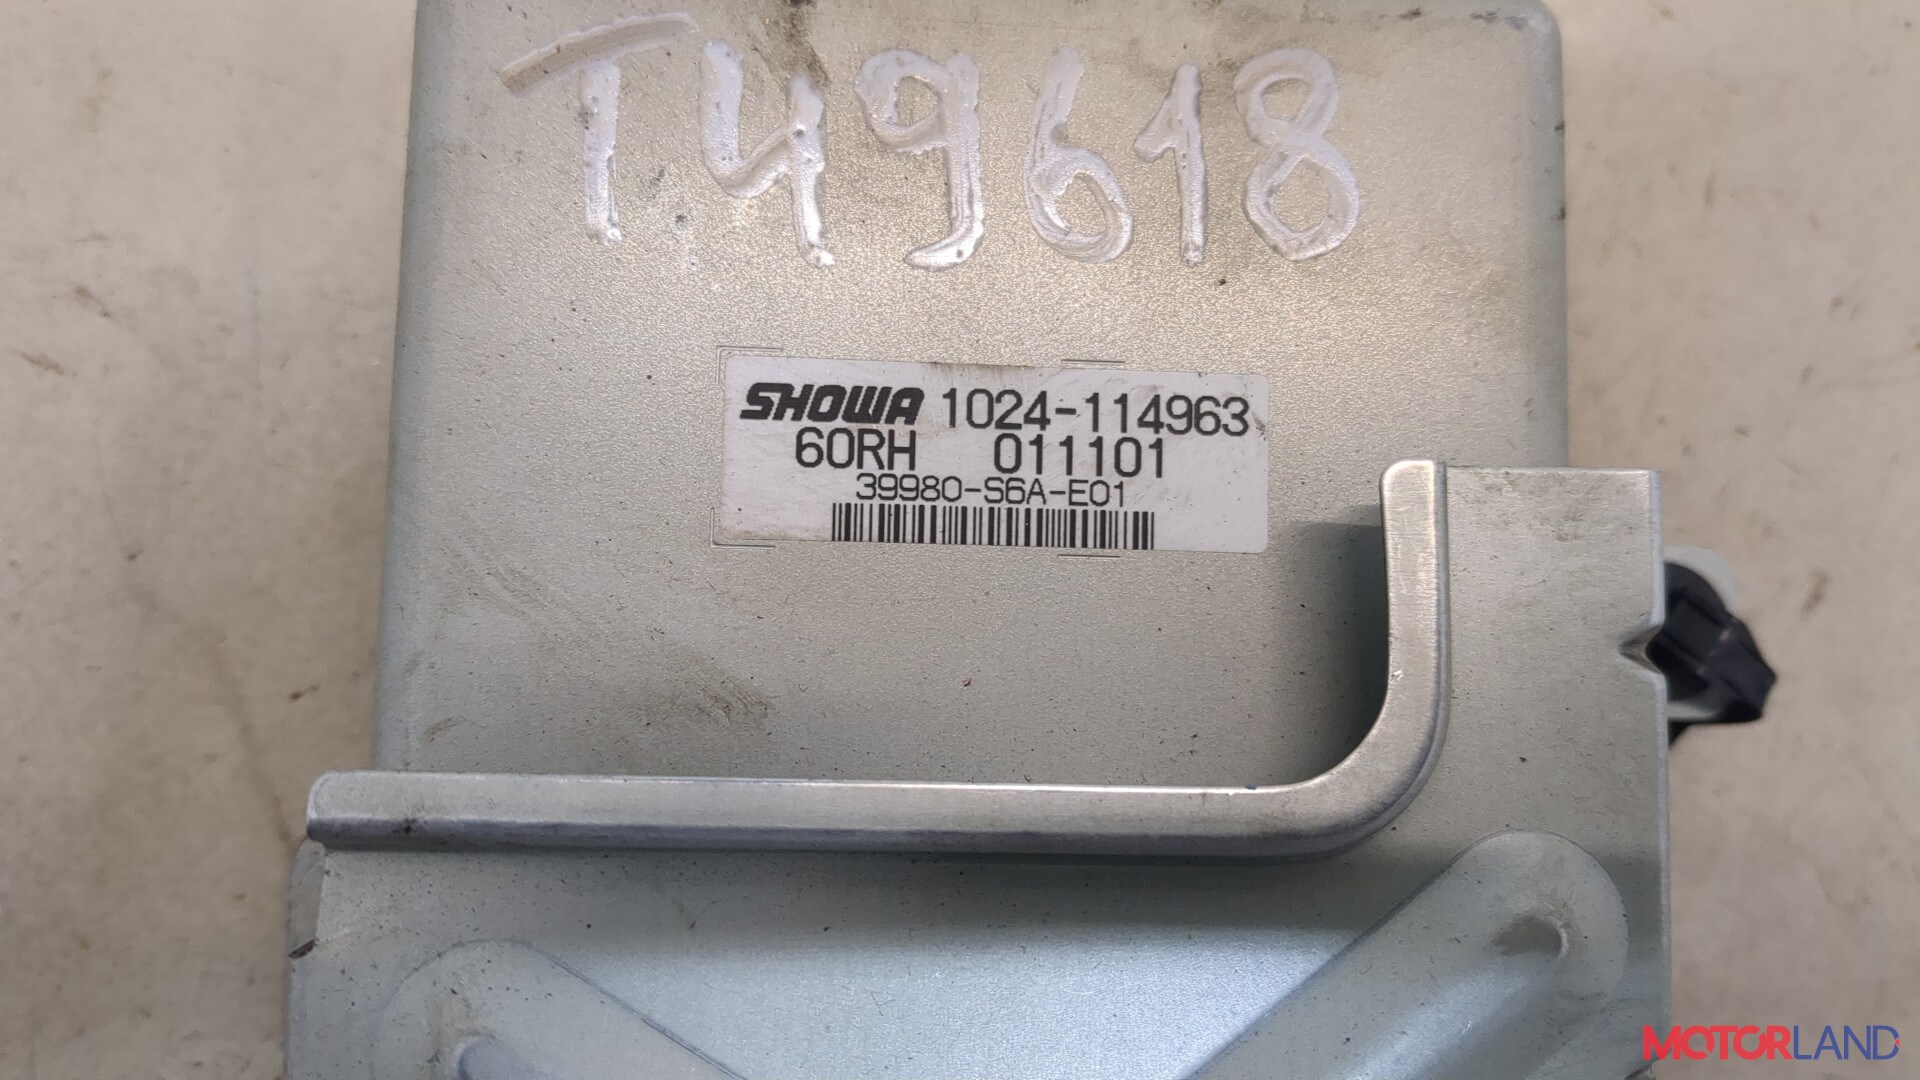 T49618
SHOWA 1024-114963
60RH 011101
39980-S6A-E01
MOTORLAND